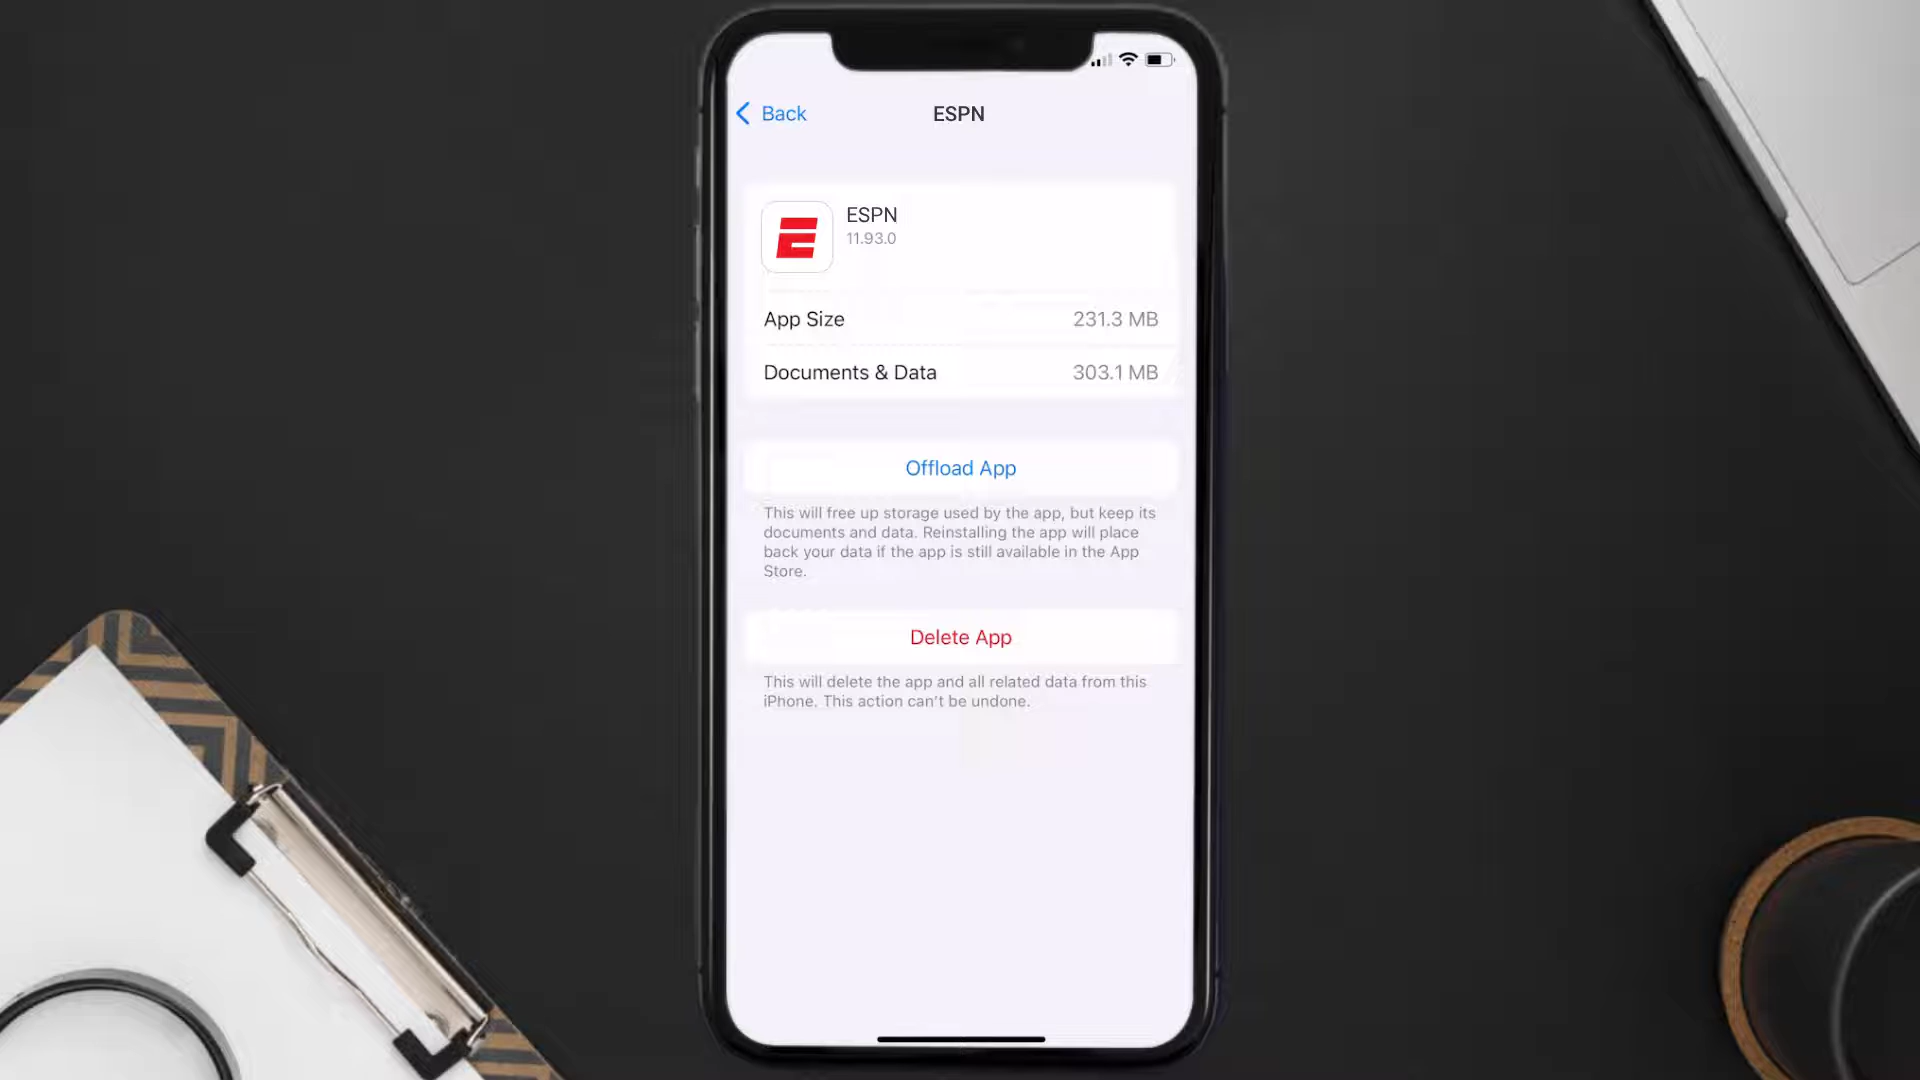 Back
ESPN
ESPN
11.93.0
App Size 231.3 MB
Documents & Data 303.1 MB
Offload App
This will free up storage used by the app, but keep its
documents and data. Reinstalling the app will place
back your data if the app is still available in the App
Store.
Delete App
This will delete the app and all related data from this
iPhone. This action can't be undone.